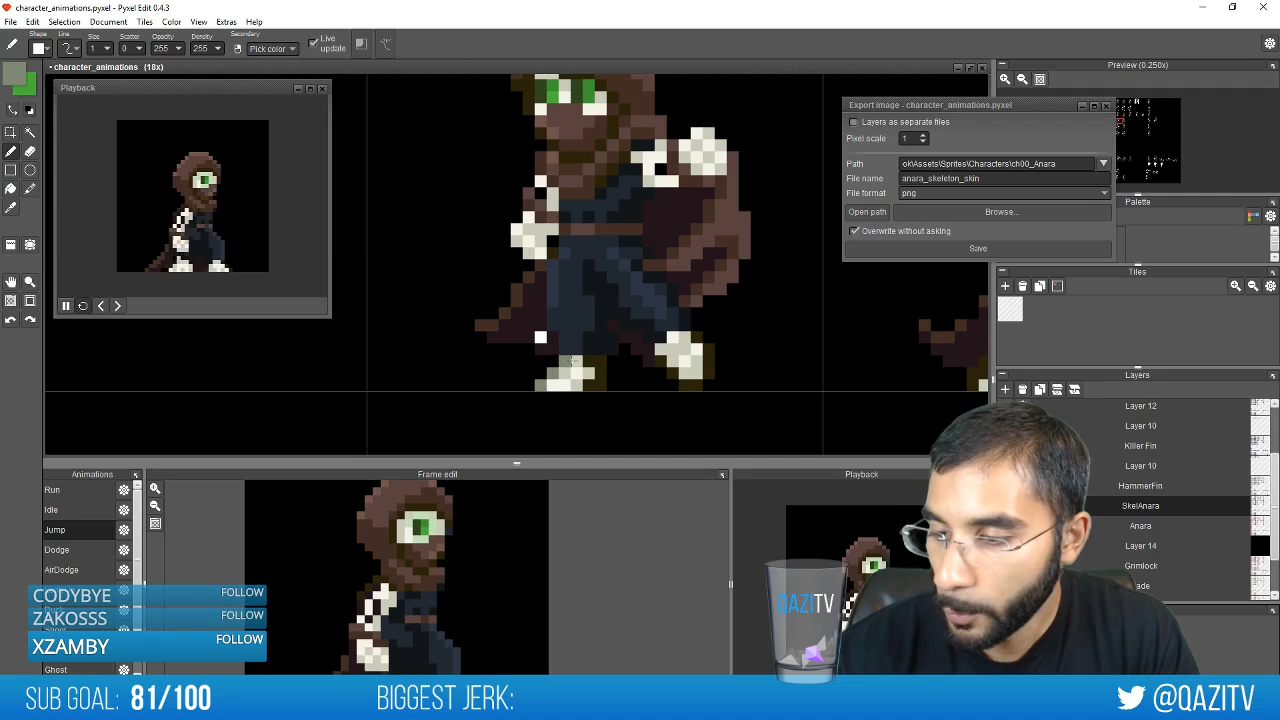 character_animations.pyxel - Pyxel Edit 0.4.3
File Edit Selection Document Tiles Color View Extras Help
Brush Line Size Scatter Opacity Density Secondary
1 0 255 255 Pick color Live update
• character_animations (18x)
Playback
Export image - character_animations.pyxel
Layers as separate files
Pixel scale 1
Path ok\Assets\Sprites\Characters\ch00_Anara
File name anara_skeleton_skin
File format png
Open path Browse...
Overwrite without asking
Save
Preview (0.250x)
Palette
Tiles
Layers
Layer 12
Layer 10
Killer Fin
Layer 10
HammerFin
SkelAnara
Anara
Layer 14
Grimlock
Animations
Run
Idle
Jump
Dodge
AirDodge
Ghost
Frame edit
Playback
CODYBYE FOLLOW
ZAKOSSS FOLLOW
XZAMBY FOLLOW
QAZITV
SUB GOAL: 81/100 BIGGEST JERK: @QAZITV